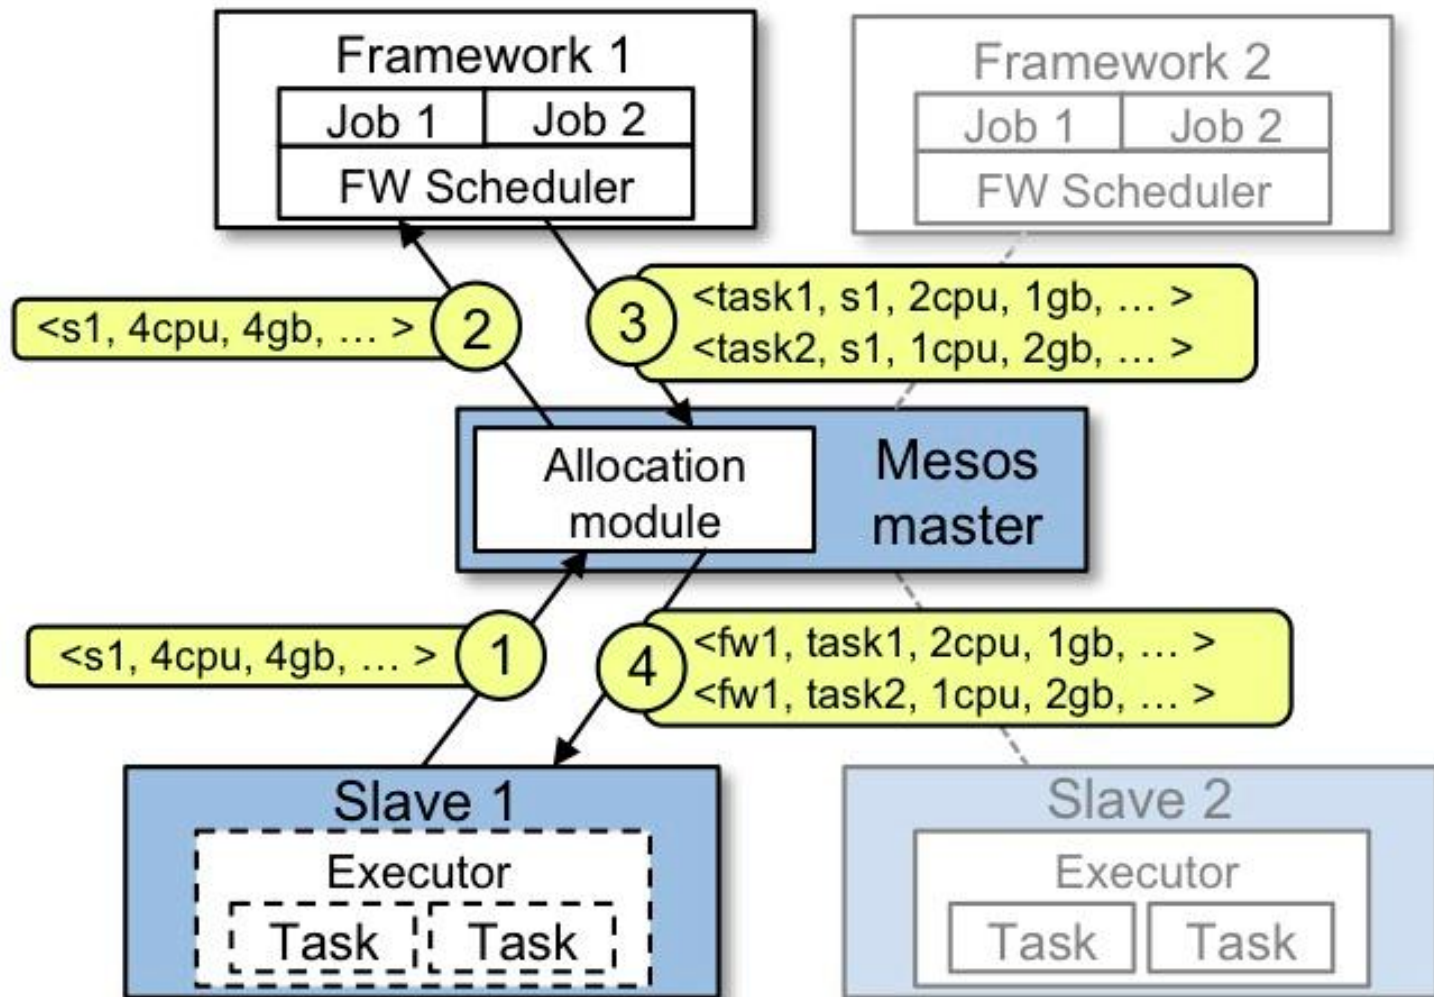 Framework 1
Job 1 Job 2
FW Scheduler
Framework 2
Job 1 Job 2
FW Scheduler
<s1, 4cpu, 4gb, … >
2
3
<task1, s1, 2cpu, 1gb, … >
<task2, s1, 1cpu, 2gb, … >
Allocation
module
Mesos
master
<s1, 4cpu, 4gb, … >
1
4
<fw1, task1, 2cpu, 1gb, … >
<fw1, task2, 1cpu, 2gb, … >
Slave 1
Executor
Task Task
Slave 2
Executor
Task Task